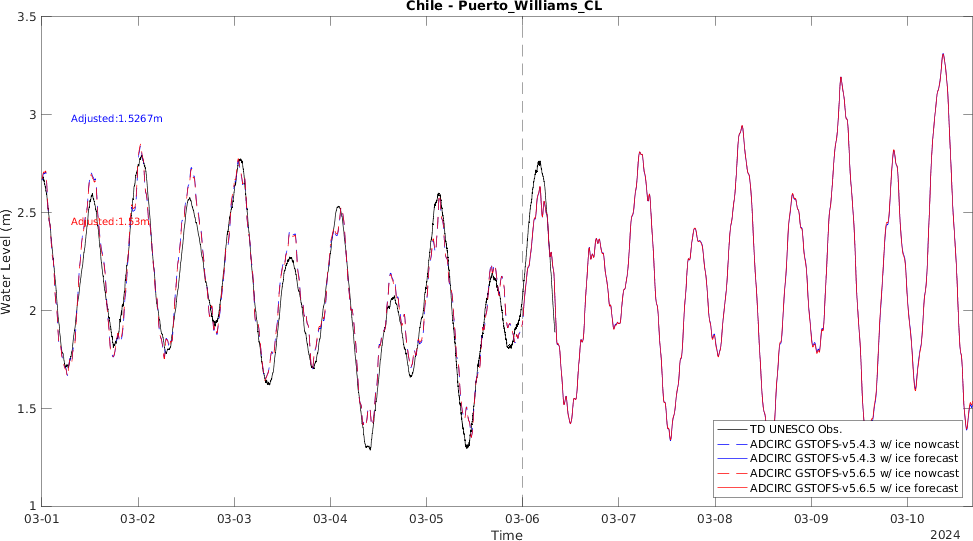 Chile - Puerto_Williams_CL
3.5
3
2.5
2
1.5
1
Water Level (m)
Adjusted:1.5267m
Adjusted:1.53m
TD UNESCO Obs.
ADCIRC GSTOFS-v5.4.3 w/ ice nowcast
ADCIRC GSTOFS-v5.4.3 w/ ice forecast
ADCIRC GSTOFS-v5.6.5 w/ ice nowcast
ADCIRC GSTOFS-v5.6.5 w/ ice forecast
03-01 03-02 03-03 03-04 03-05 03-06 03-07 03-08 03-09 03-10
Time
2024